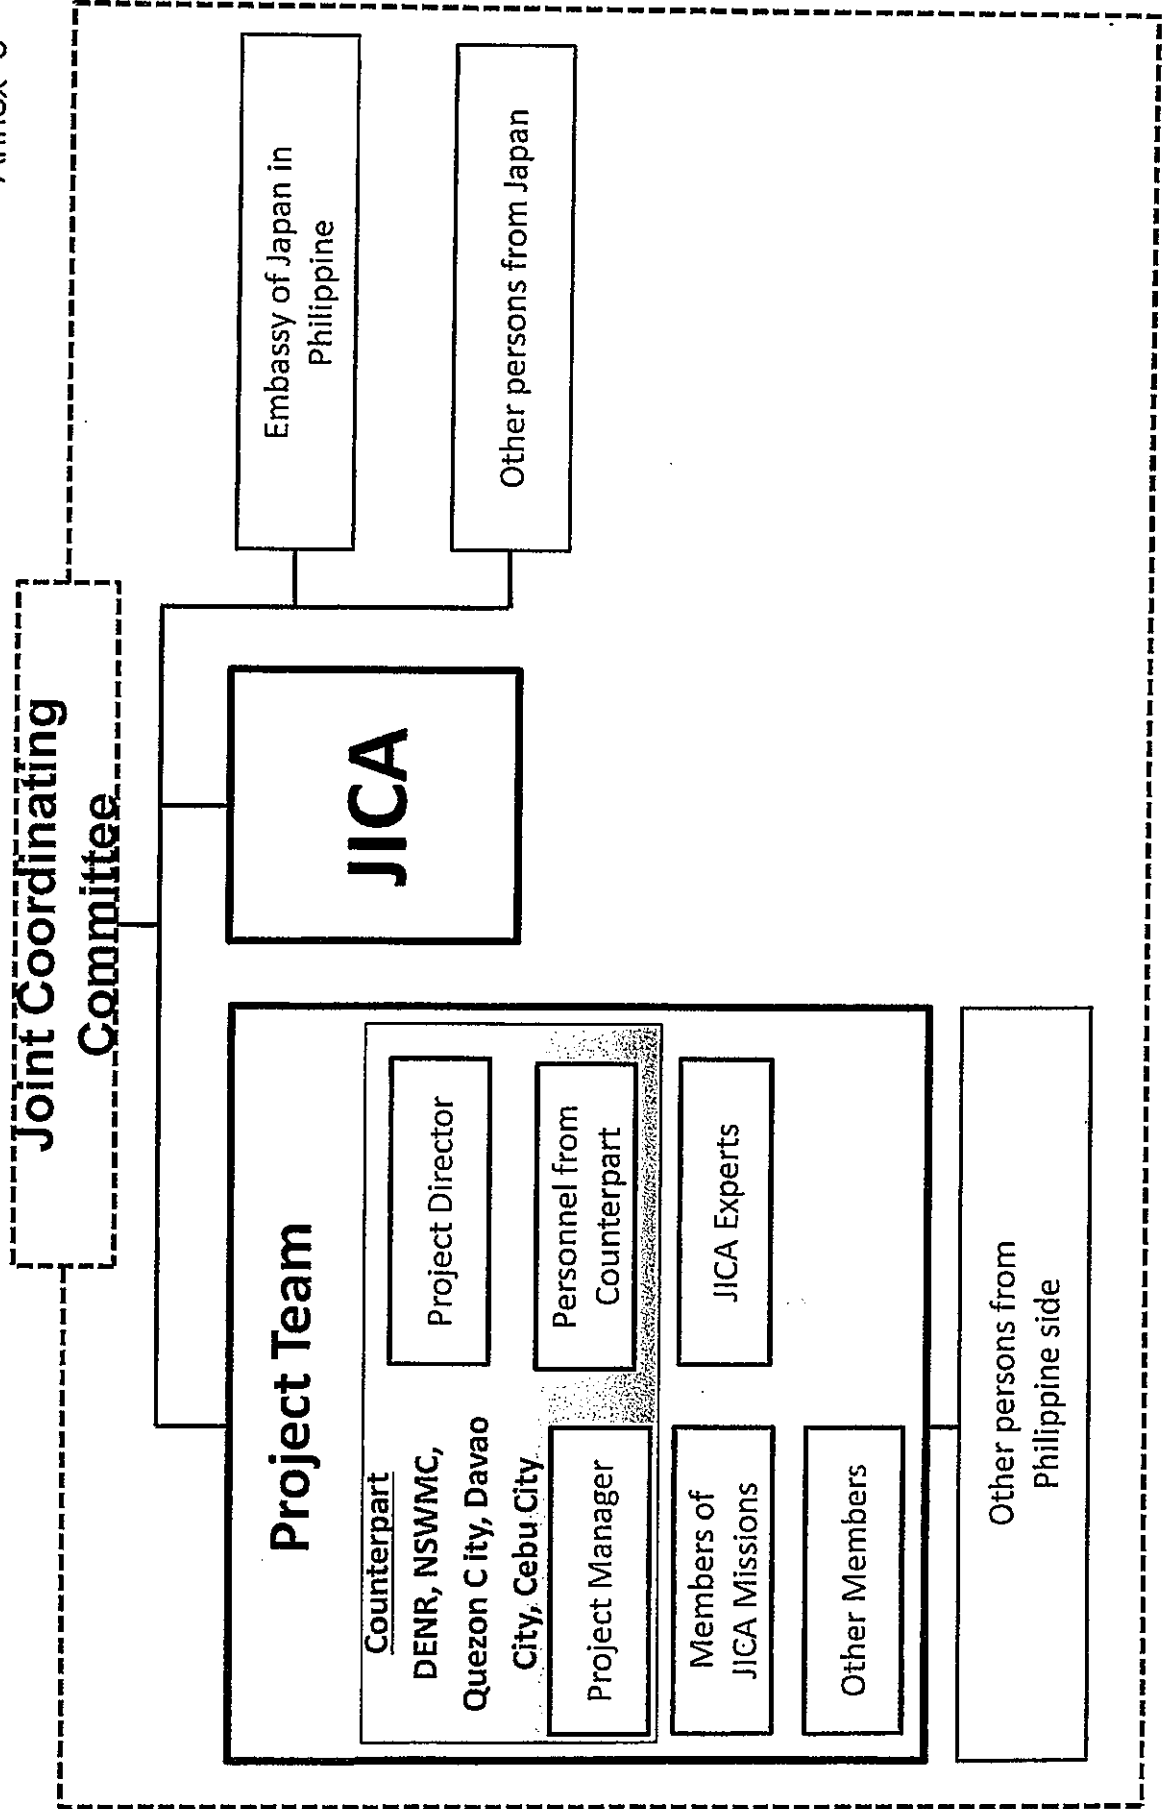 Joint Coordinating
Committee
Project Team
Counterpart
DENR, NSWMC,
Quezon City, Davao
City, Cebu City
Project Director
Project Manager
Personnel from
Counterpart
Members of
JICA Missions
JICA Experts
Other Members
Other persons from
Philippine side
JICA
Embassy of Japan in
Philippine
Other persons from Japan